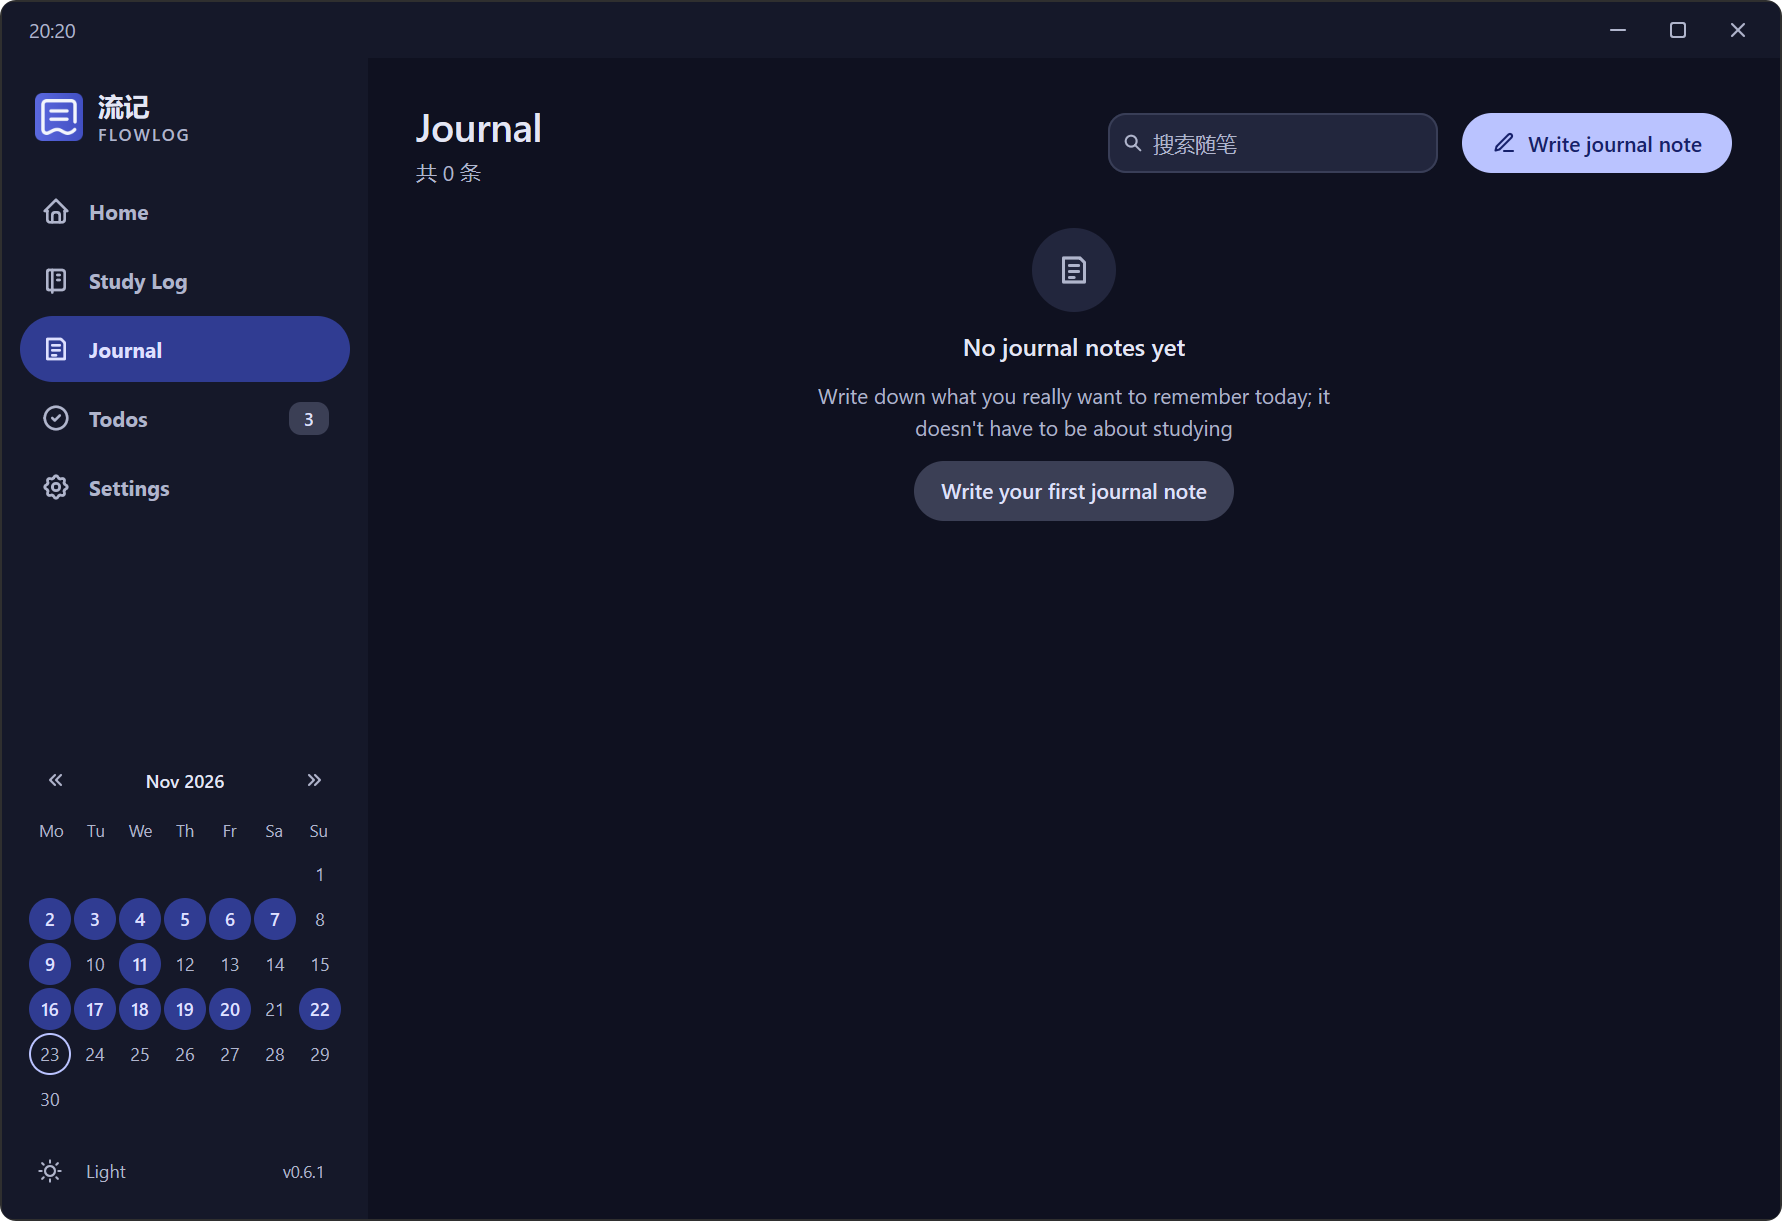 20:20
流记
FLOWLOG
Home
Study Log
Journal
Todos 3
Settings
Nov 2026
Mo Tu We Th Fr Sa Su
1
2 3 4 5 6 7 8
9 10 11 12 13 14 15
16 17 18 19 20 21 22
23 24 25 26 27 28 29
30
Light v0.6.1
Journal
共 0 条
搜索随笔
Write journal note
No journal notes yet
Write down what you really want to remember today; it
doesn't have to be about studying
Write your first journal note